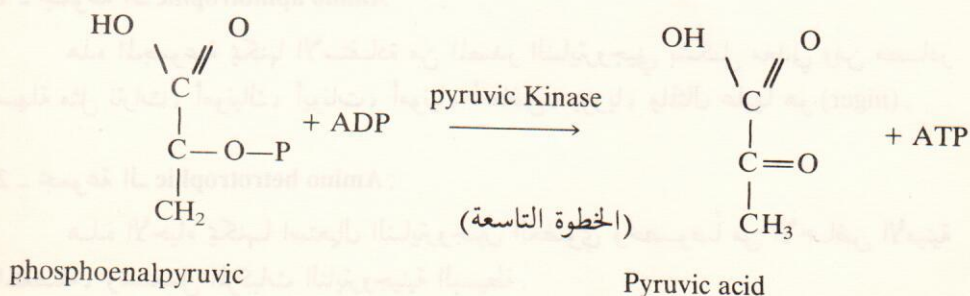 HO O
C
C—O—P
CH₂
phosphoenalpyruvic
+ ADP
pyruvic Kinase
(الخطوة التاسعة)
OH O
C
C=O
CH₃
Pyruvic acid
+ ATP